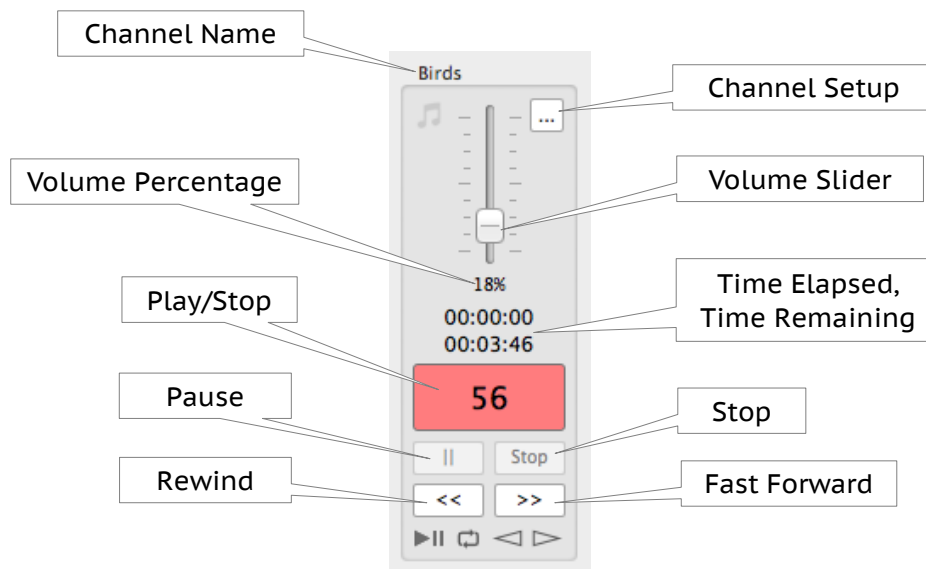 Channel Name
Birds
Channel Setup
...
Volume Percentage
Volume Slider
18%
Time Elapsed,
Time Remaining
00:00:00
00:03:46
Play/Stop
56
Pause
Stop
||
Stop
Rewind
Fast Forward
<<
>>